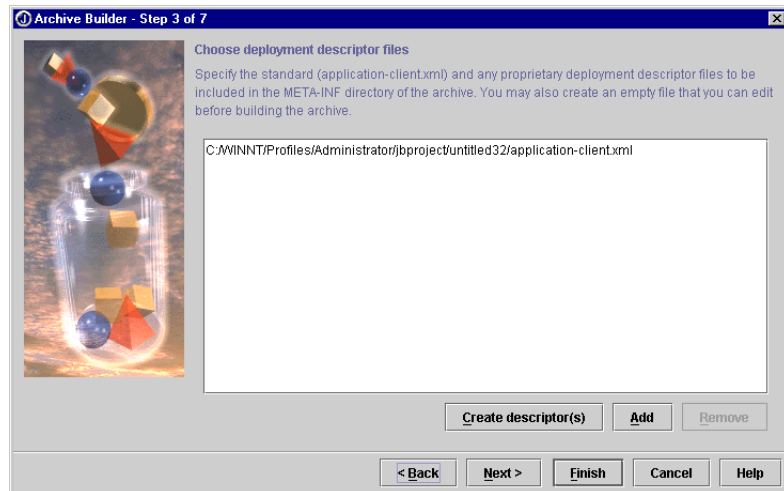 Archive Builder - Step 3 of 7
Choose deployment descriptor files
Specify the standard (application-client.xml) and any proprietary deployment descriptor files to be
included in the META-INF directory of the archive. You may also create an empty file that you can edit
before building the archive.
C:/WINNT/Profiles/Administrator/jbproject/untitled32/application-client.xml
Create descriptor(s) Add Remove
< Back Next > Finish Cancel Help